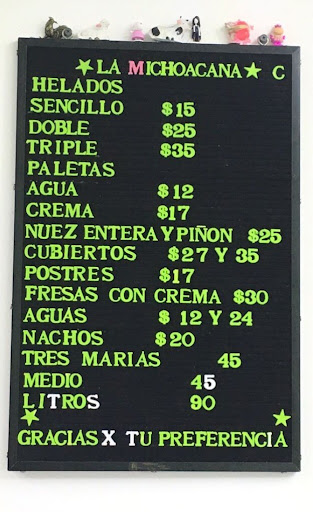 ★ LA MICHOACANA ★ C
HELADOS
SENCILLO $15
DOBLE $25
TRIPLE $35
PALETAS
AGUA $12
CREMA $17
NUEZ ENTERA Y PIÑON $25
CUBIERTOS $27 Y 35
POSTRES $17
FRESAS CON CREMA $30
AGUAS $ 12 Y 24
NACHOS $20
TRES MARIAS 45
MEDIO 45
LITROS 90
GRACIAS X TU PREFERENCIA